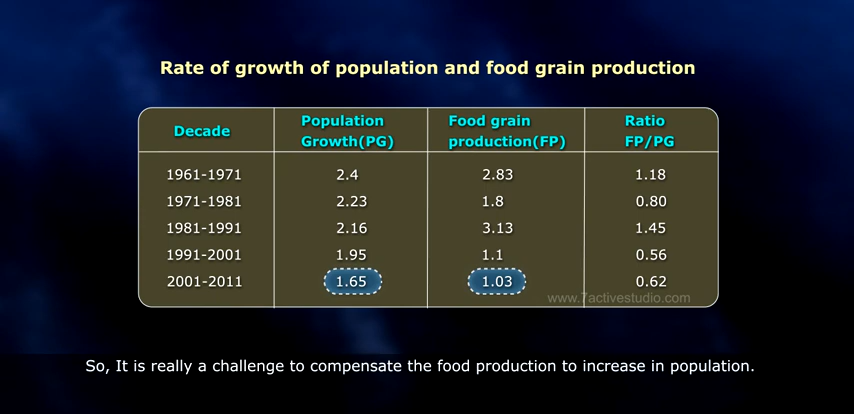 Rate of growth of population and food grain production
Decade Population Growth(PG) Food grain production(FP) Ratio FP/PG
1961-1971 2.4 2.83 1.18
1971-1981 2.23 1.8 0.80
1981-1991 2.16 3.13 1.45
1991-2001 1.95 1.1 0.56
2001-2011 1.65 1.03 0.62
www.7activestudio.com
So, It is really a challenge to compensate the food production to increase in population.